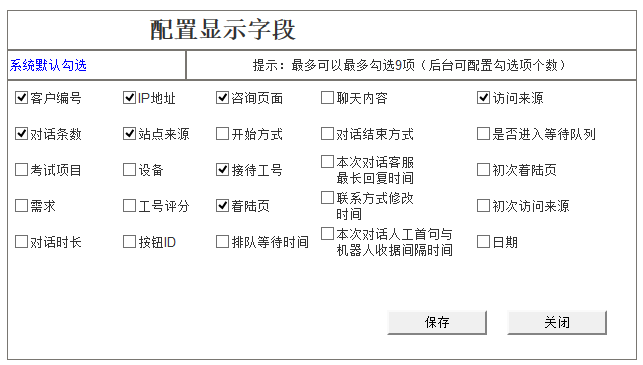 配置显示字段
系统默认勾选
提示：最多可以最多勾选9项（后台可配置勾选项个数）
客户编号 IP地址 咨询页面 聊天内容 访问来源
对话条数 站点来源 开始方式 对话结束方式 是否进入等待队列
考试项目 设备 接待工号 本次对话客服 初次着陆页
最长回复时间
需求 工号评分 着陆页 联系方式修改 初次访问来源
时间
对话时长 按钮ID 排队等待时间 本次对话人工首句与 日期
机器人收据间隔时间
保存 关闭